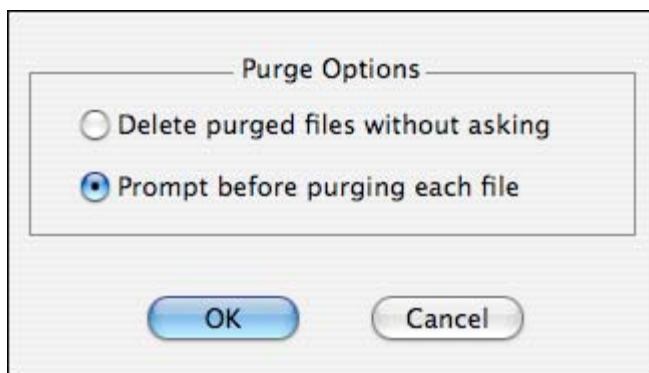 Purge Options
Delete purged files without asking
Prompt before purging each file
OK Cancel